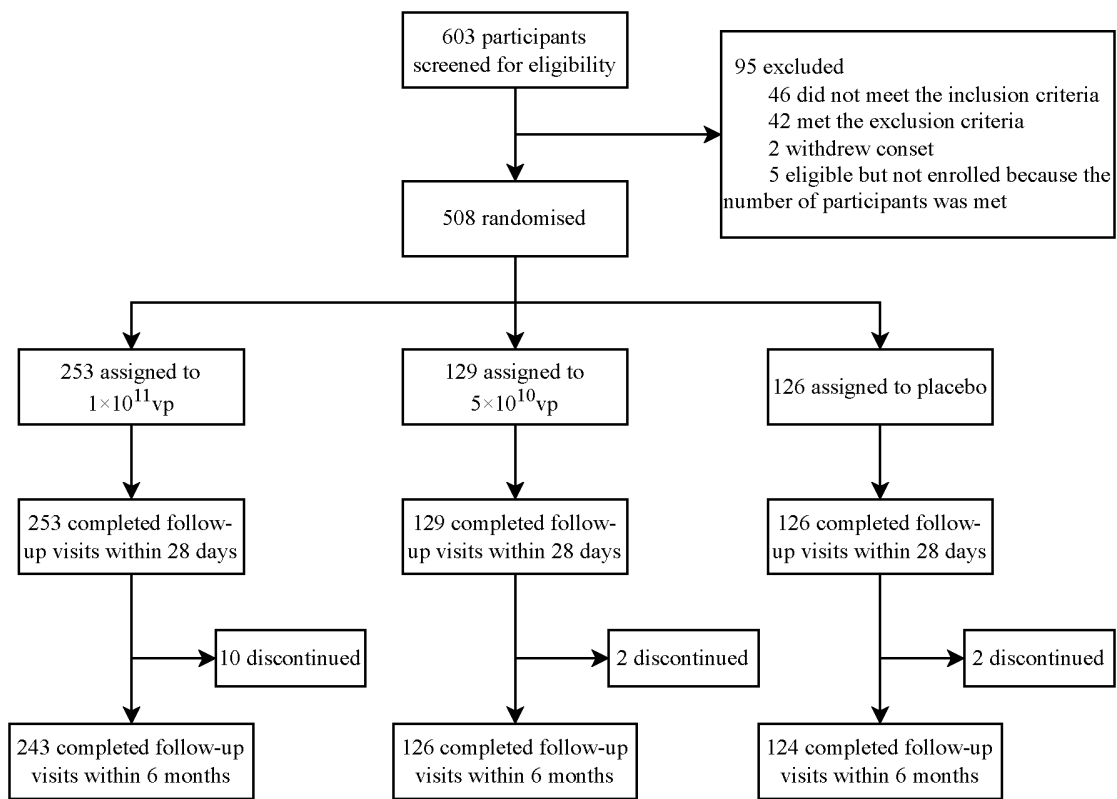 603 participants
screened for eligibility
95 excluded
46 did not meet the inclusion criteria
42 met the exclusion criteria
2 withdrew conset
5 eligible but not enrolled because the
number of participants was met
508 randomised
253 assigned to
1×10¹¹vp
129 assigned to
5×10¹⁰vp
126 assigned to placebo
253 completed follow-
up visits within 28 days
129 completed follow-
up visits within 28 days
126 completed follow-
up visits within 28 days
10 discontinued
2 discontinued
2 discontinued
243 completed follow-up
visits within 6 months
126 completed follow-up
visits within 6 months
124 completed follow-up
visits within 6 months